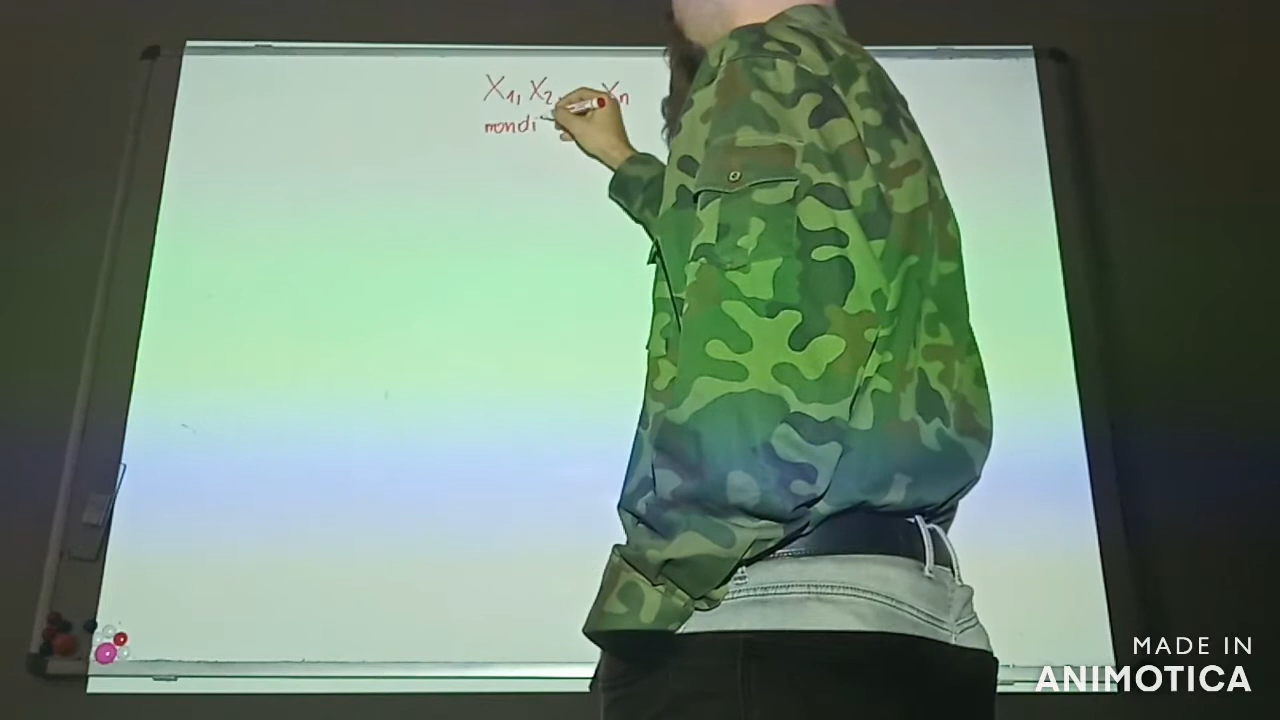 X₁, X₂, ... Xn
mondi
MADE IN
ANIMOTICA